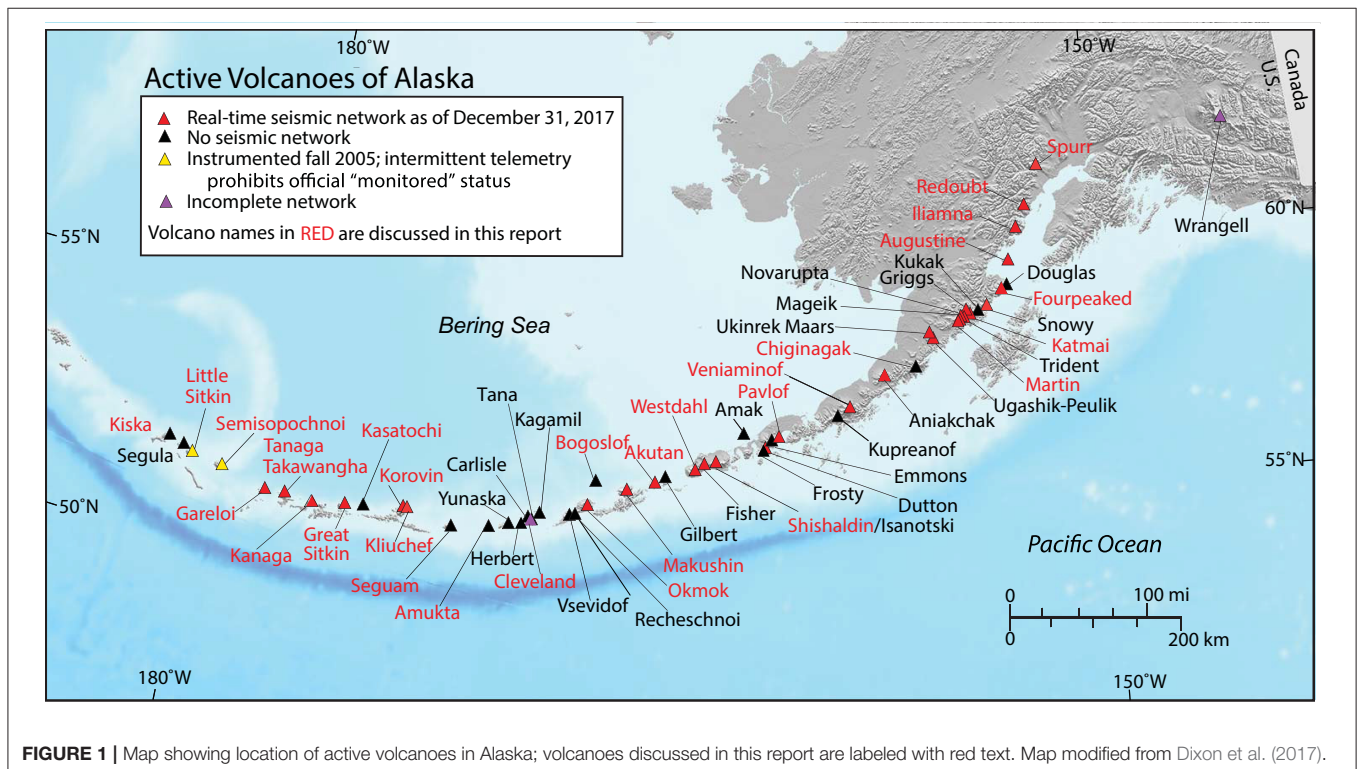 180˚W
150˚W
Canada
U.S.
Active Volcanoes of Alaska
Real-time seismic network as of December 31, 2017
No seismic network
Instrumented fall 2005; intermittent telemetry
prohibits official “monitored” status
Incomplete network
Volcano names in RED are discussed in this report
Spurr
Redoubt
Iliamna
60˚N
Wrangell
55˚N
Augustine
Kukak
Griggs
Novarupta
Douglas
Fourpeaked
Mageik
Snowy
Ukinrek Maars
Katmai
Chiginagak
Trident
Martin
Veniaminof
Ugashik-Peulik
Pavlof
Aniakchak
Bering Sea
Little
Sitkin
Tana
Westdahl
Amak
Kagamil
Kiska
Semisopochnoi
Kasatochi
Bogoslof
Akutan
Kupreanof
Segula
Tanaga
Takawangha
Carlisle
Korovin
Emmons
55˚N
Yunaska
Frosty
Dutton
50˚N
Gareloi
Fisher
Shishaldin/Isanotski
Great
Sitkin
Kliuchef
Gilbert
Kanaga
Herbert
Makushin
Pacific Ocean
Seguam
Cleveland
Okmok
Amukta
Vsevidof
Recheschnoi
0 100 mi
0 200 km
180˚W
150˚W
FIGURE 1 | Map showing location of active volcanoes in Alaska; volcanoes discussed in this report are labeled with red text. Map modified from Dixon et al. (2017).